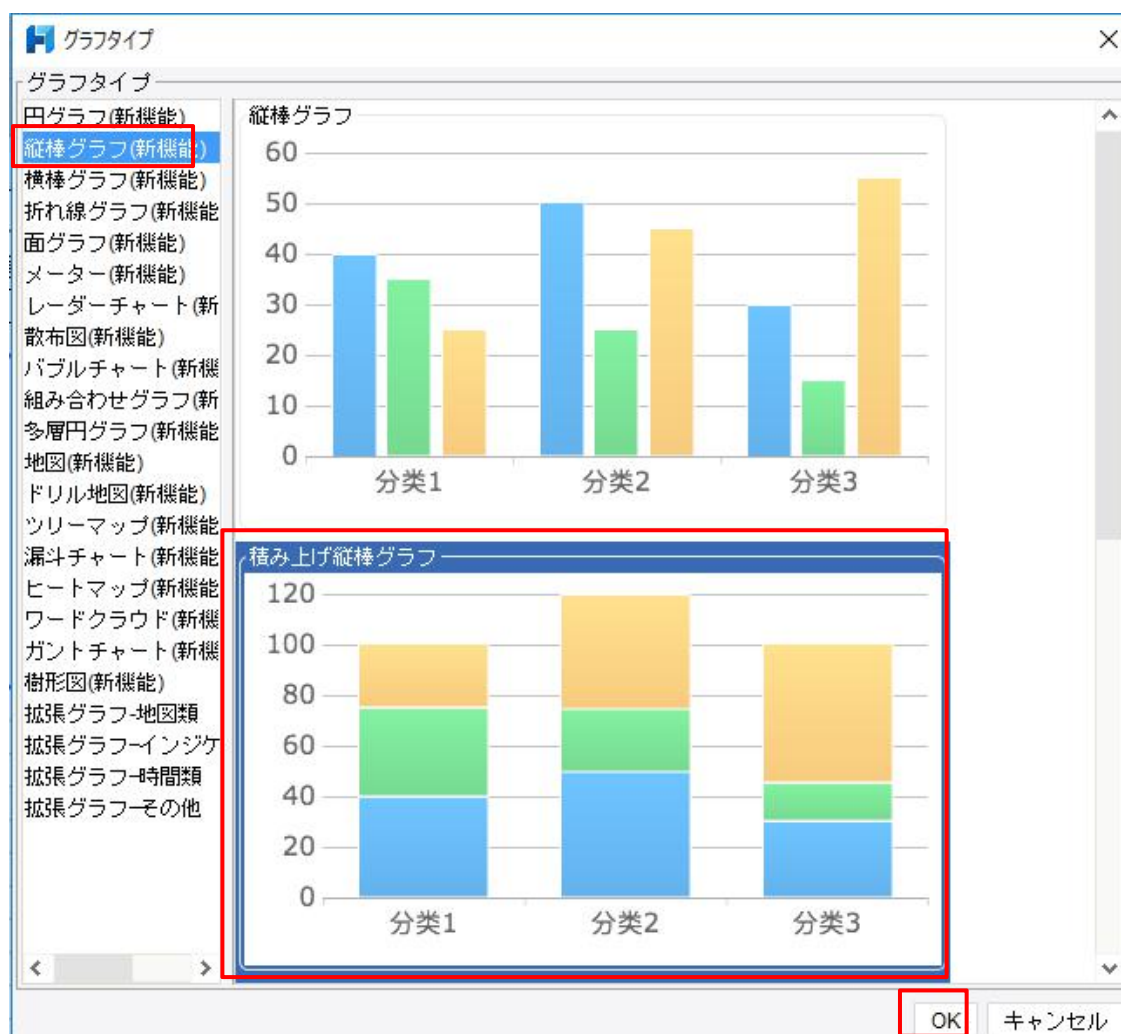 グラフタイプ
グラフタイプ
円グラフ(新機能)
縦棒グラフ(新機能)
横棒グラフ(新機能)
折れ線グラフ(新機能
面グラフ(新機能)
メーター(新機能)
レーダーチャート(新
散布図(新機能)
バブルチャート(新機
組み合わせグラフ(新
多層円グラフ(新機能
地図(新機能)
ドリル地図(新機能)
ツリーマップ(新機能
漏斗チャート(新機能
ヒートマップ(新機能
ワードクラウド(新機
ガントチャート(新機
樹形図(新機能)
拡張グラフ-地図類
拡張グラフ-インジケ
拡張グラフ-時間類
拡張グラフ-その他
縦棒グラフ
60
50
40
30
20
10
0
分类1 分类2 分类3
積み上げ縦棒グラフ
120
100
80
60
40
20
0
分类1 分类2 分类3
OK キャンセル